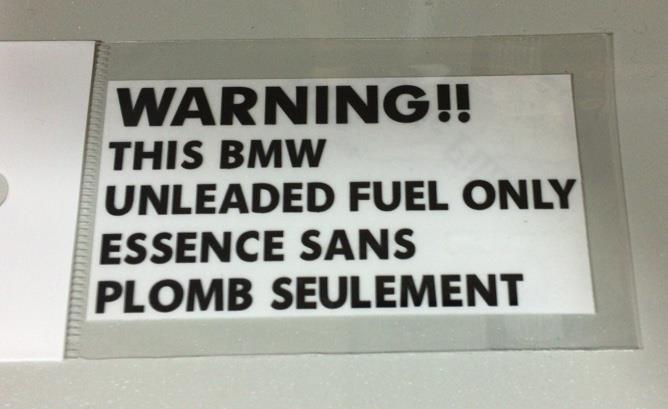 WARNING!!
THIS BMW
UNLEADED FUEL ONLY
ESSENCE SANS
PLOMB SEULEMENT